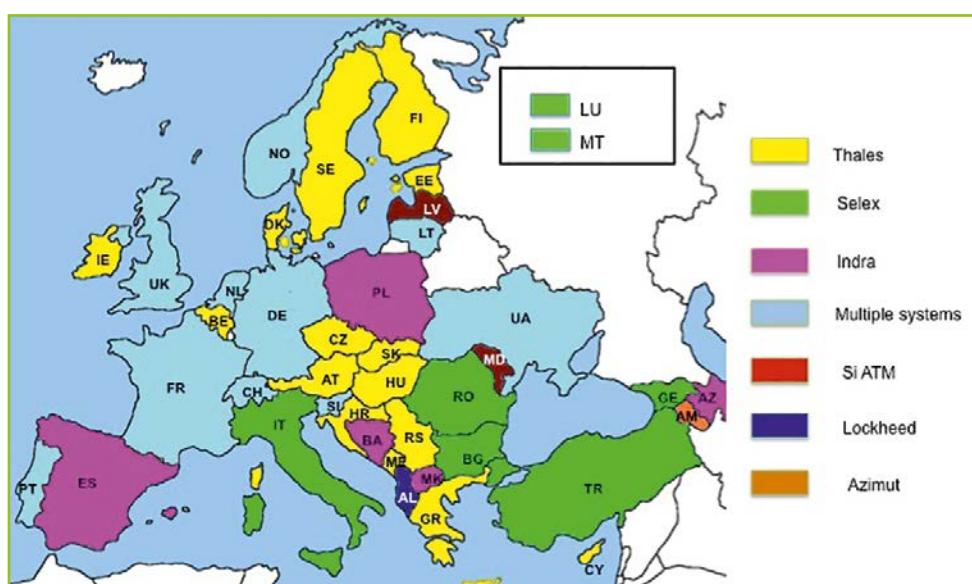 LU
MT
Thales
Selex
Indra
Multiple systems
Si ATM
Lockheed
Azimut
FI
NO
SE
EE
LV
LT
DK
IE
UK
NL
BE
DE
PL
UA
CZ
SK
MD
FR
CH
AT
HU
SI
HR
RO
IT
BA
RS
GE
AZ
AM
ME
BG
MK
AL
TR
PT
ES
GR
CY